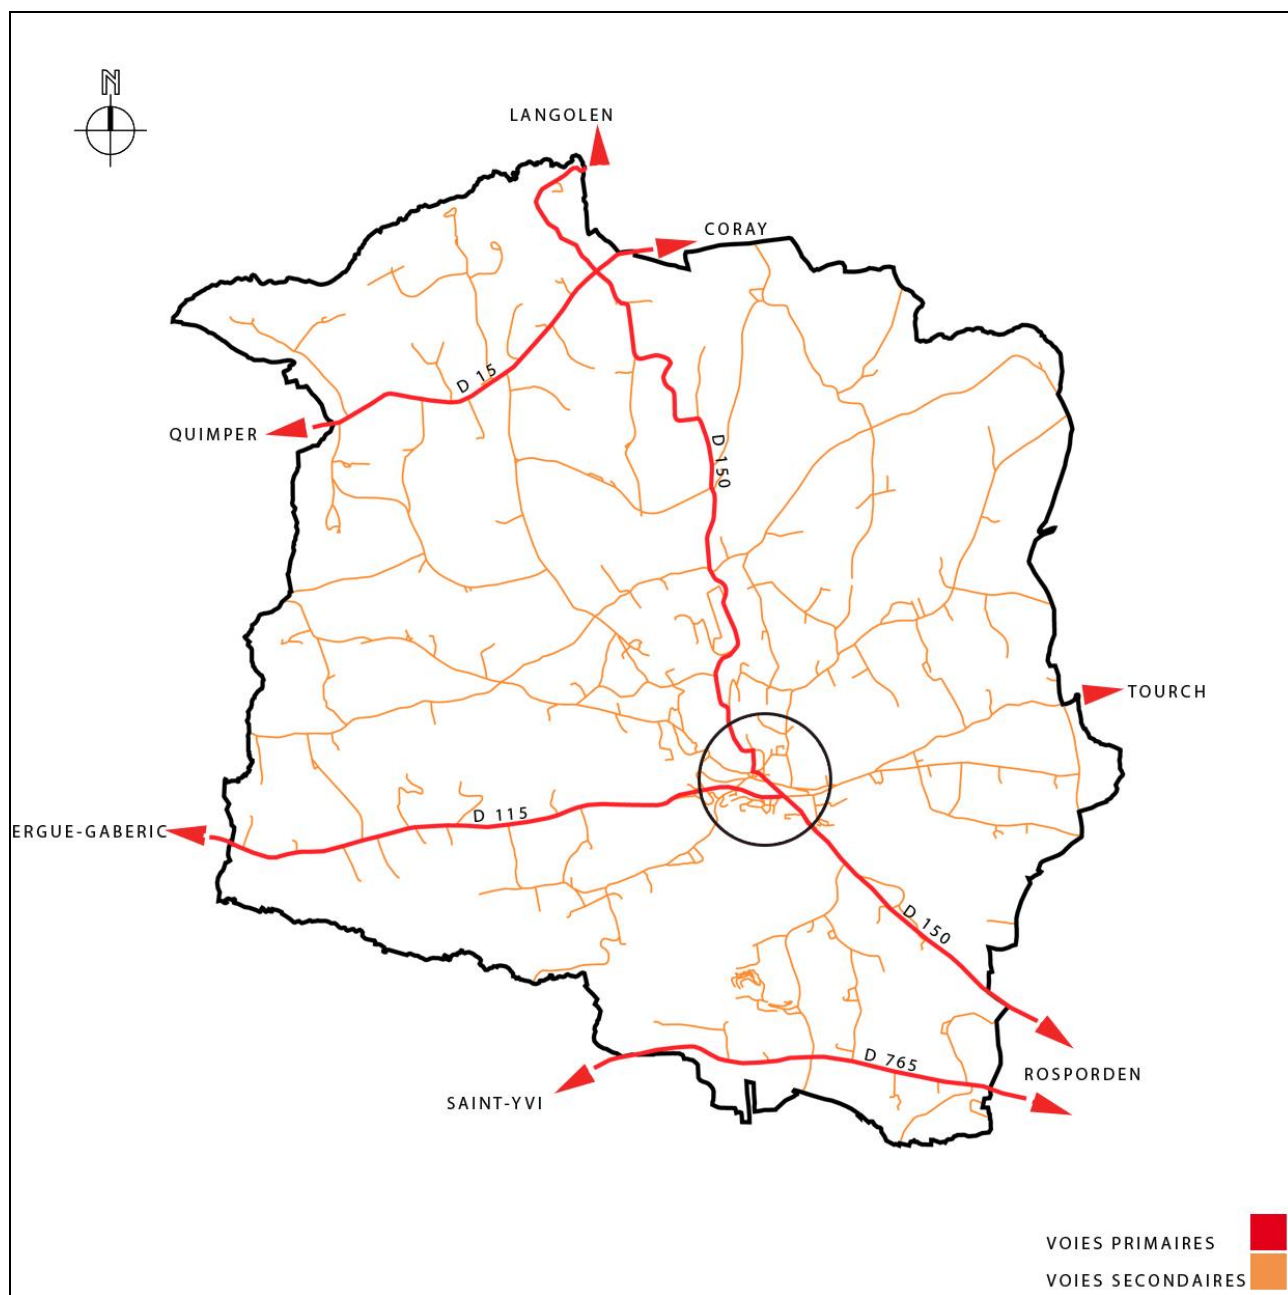 N
LANGOLEN
CORAY
D 15
QUIMPER
D 150
TOURCH
D 115
ERGUE-GABERIC
D 150
D 765
ROSPORDEN
SAINT-YVI
VOIES PRIMAIRES
VOIES SECONDAIRES